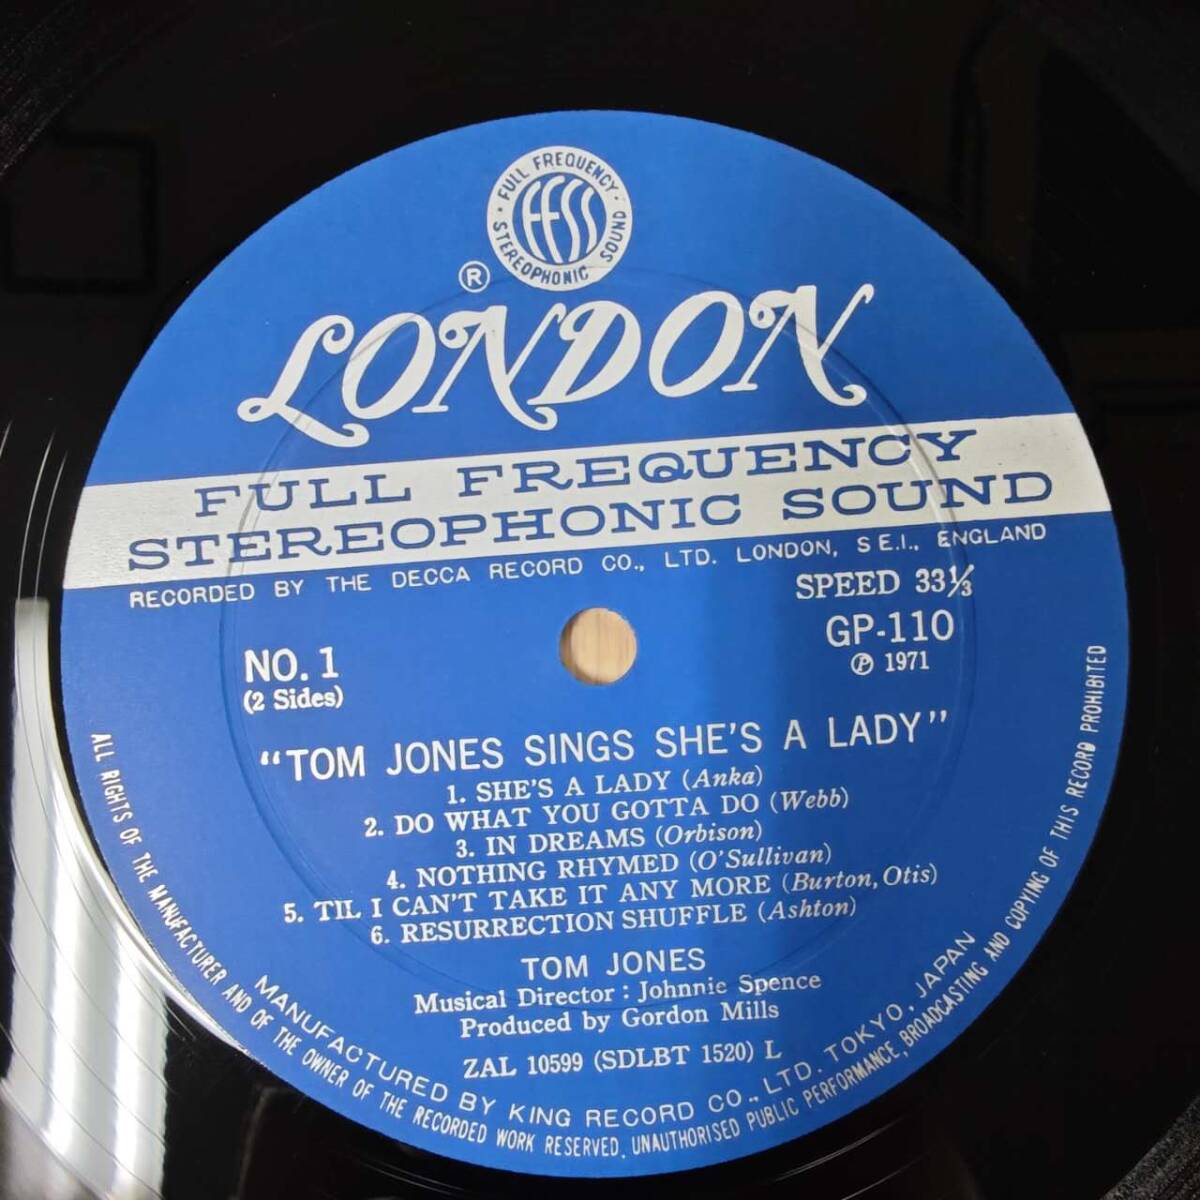 FULL FREQUENCY
STEREOPHONIC SOUND
FFSS
®
LONDON
FULL FREQUENCY
STEREOPHONIC SOUND
RECORDED BY THE DECCA RECORD CO., LTD. LONDON, S E.I., ENGLAND
SPEED 33⅓
GP-110
Ⓟ 1971
NO. 1
(2 Sides)
"TOM JONES SINGS SHE'S A LADY"
1. SHE'S A LADY (Anka)
2. DO WHAT YOU GOTTA DO (Webb)
3. IN DREAMS (Orbison)
4. NOTHING RHYMED (O'Sullivan)
5. TIL I CAN'T TAKE IT ANY MORE (Burton, Otis)
6. RESURRECTION SHUFFLE (Ashton)
TOM JONES
Musical Director : Johnnie Spence
Produced by Gordon Mills
ZAL 10599 (SDLBT 1520) L
MANUFACTURED BY KING RECORD CO., LTD. TOKYO, JAPAN
ALL RIGHTS OF THE MANUFACTURER AND OF THE OWNER OF THE RECORDED WORK RESERVED, UNAUTHORISED PUBLIC PERFORMANCE, BROADCASTING AND COPYING OF THIS RECORD PROHIBITED